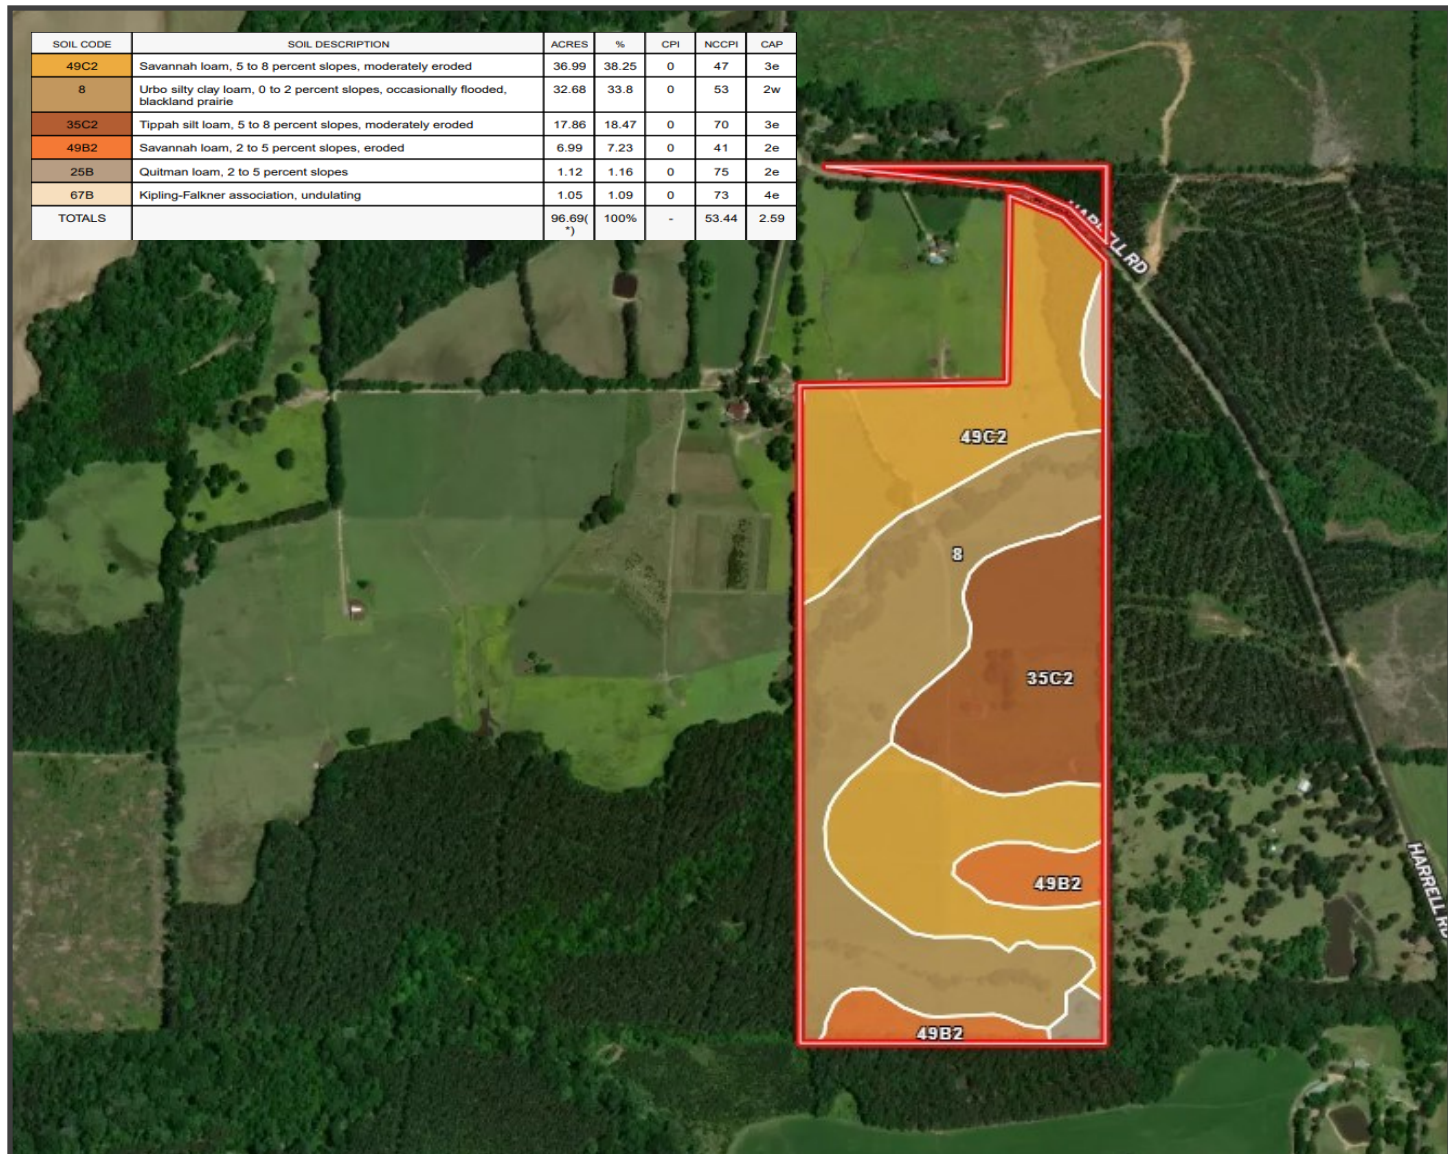 SOIL CODE SOIL DESCRIPTION ACRES % CPI NCCPI CAP
49C2 Savannah loam, 5 to 8 percent slopes, moderately eroded 36.99 38.25 0 47 3e
8 Urbo silty clay loam, 0 to 2 percent slopes, occasionally flooded, 32.68 33.8 0 53 2w
blackland prairie
35C2 Tippah silt loam, 5 to 8 percent slopes, moderately eroded 17.86 18.47 0 70 3e
49B2 Savannah loam, 2 to 5 percent slopes, eroded 6.99 7.23 0 41 2e
25B Quitman loam, 2 to 5 percent slopes 1.12 1.16 0 75 2e
67B Kipling-Falkner association, undulating 1.05 1.09 0 73 4e
TOTALS 96.69( 100% - 53.44 2.59
*)
HARRELL RD
49C2
8
35C2
49B2
HARRELL RD
49B2